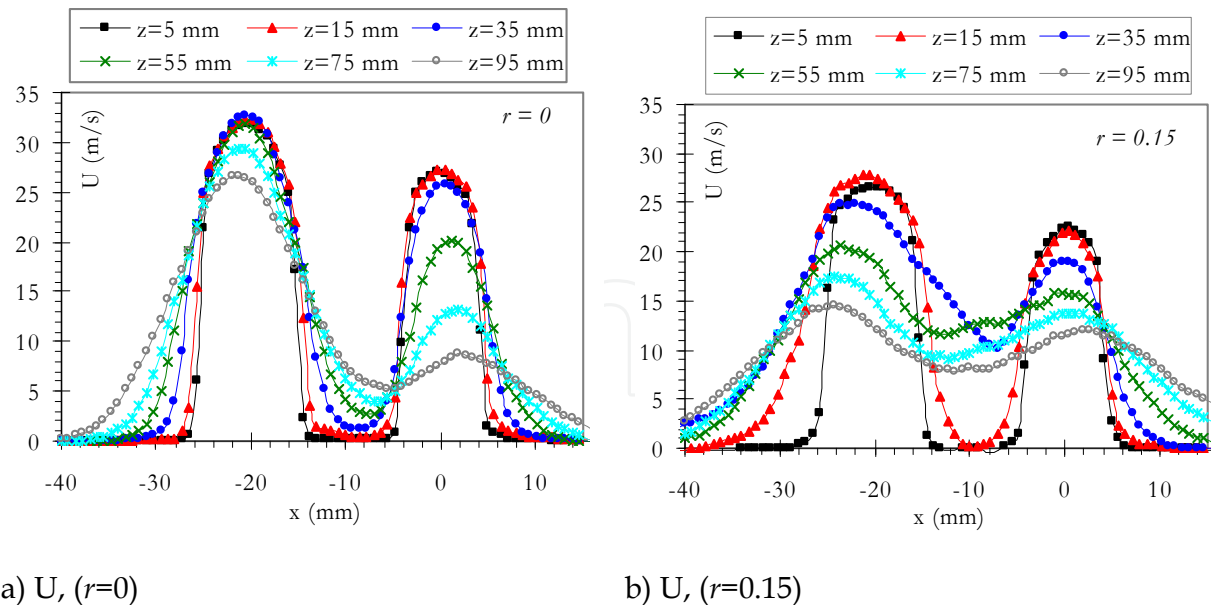 z=5 mm z=15 mm z=35 mm
z=55 mm z=75 mm z=95 mm
U (m/s)
r = 0
35
30
25
20
15
10
5
0
-40 -30 -20 -10 0 10
x (mm)
z=5 mm z=15 mm z=35 mm
z=55 mm z=75 mm z=95 mm
U (m/s)
r = 0.15
35
30
25
20
15
10
5
0
-40 -30 -20 -10 0 10
x (mm)
a) U, (r=0)
b) U, (r=0.15)